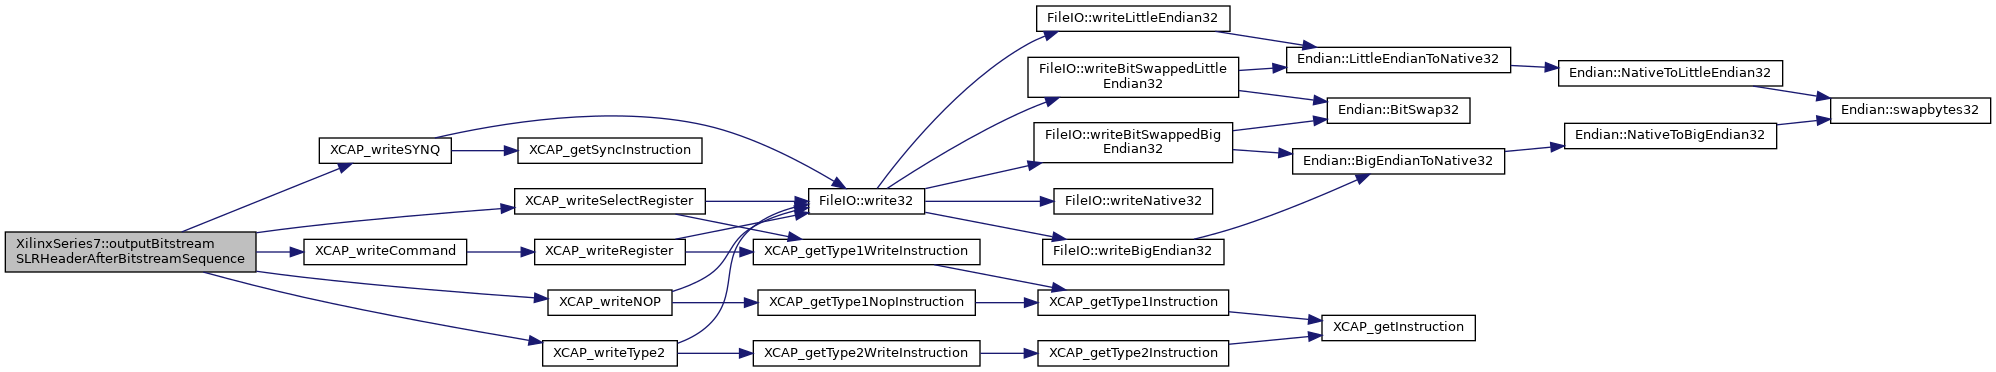 FileIO::writeLittleEndian32
FileIO::writeBitSwappedLittle
Endian32
Endian::LittleEndianToNative32
Endian::NativeToLittleEndian32
Endian::BitSwap32
Endian::swapbytes32
FileIO::writeBitSwappedBig
Endian32
Endian::NativeToBigEndian32
XCAP_writeSYNQ
XCAP_getSyncInstruction
Endian::BigEndianToNative32
XCAP_writeSelectRegister
FileIO::write32
FileIO::writeNative32
XilinxSeries7::outputBitstream
SLRHeaderAfterBitstreamSequence
XCAP_writeCommand
XCAP_writeRegister
XCAP_getType1WriteInstruction
FileIO::writeBigEndian32
XCAP_writeNOP
XCAP_getType1NopInstruction
XCAP_getType1Instruction
XCAP_getInstruction
XCAP_writeType2
XCAP_getType2WriteInstruction
XCAP_getType2Instruction